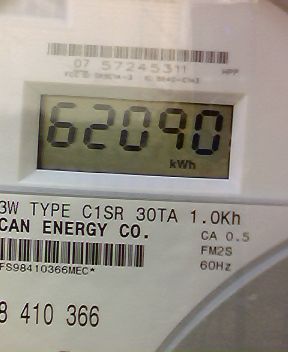 07 57245311
62090
kWh
3W TYPE C1SR 30TA 1.0Kh
CAN ENERGY CO. CA 0.5
FM2S
FS98410366MEC* 60Hz
8 410 366